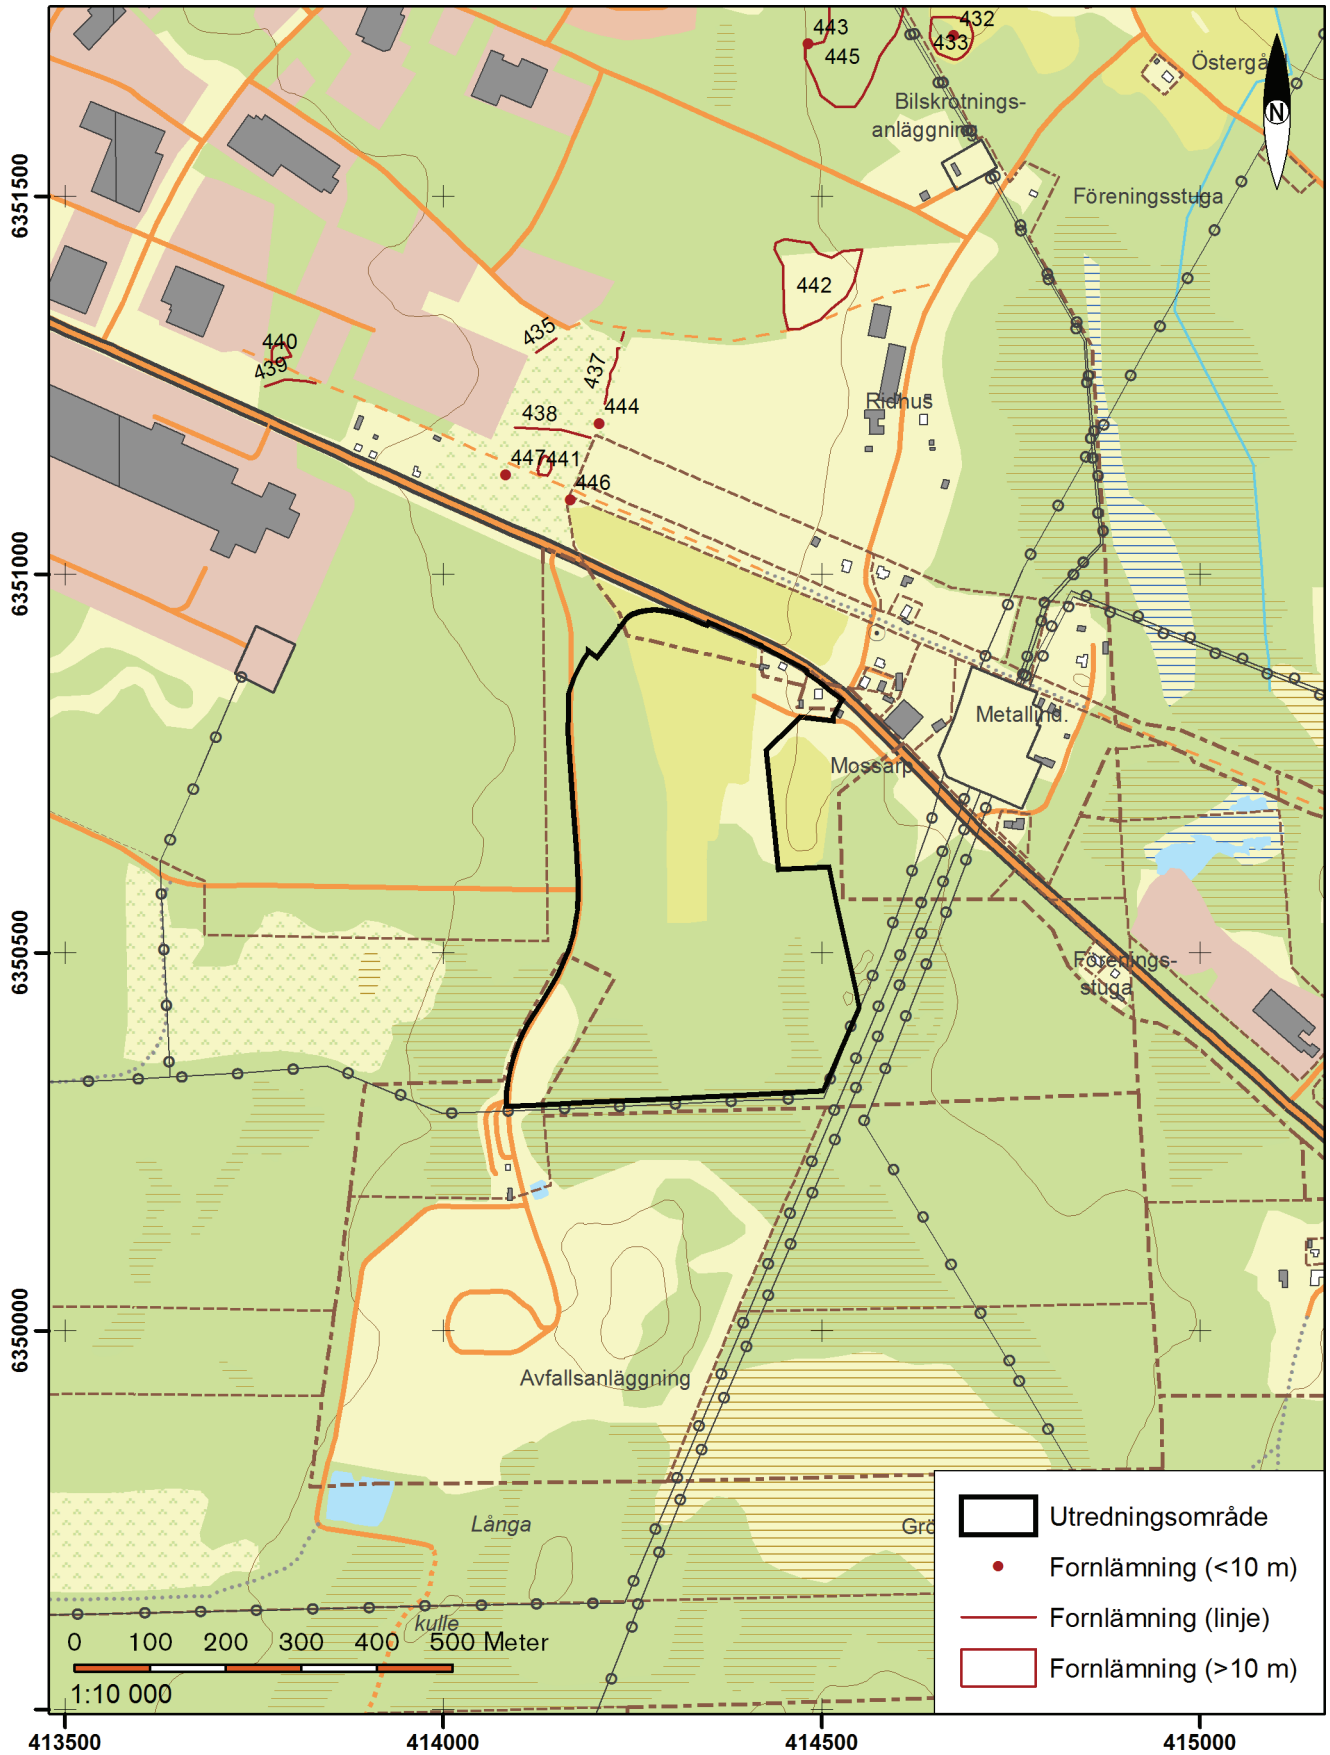 443
432
433
445
Östergå
N
Bilskrotnings-
anläggning
6351500
Föreningsstuga
442
435
440
439
437
Ridhus
438
444
447
441
446
6351000
Metallind.
Mossarp
6350500
Förenings-
stuga
6350000
Avfallsanläggning
Långa
Grö
kulle
0 100 200 300 400 500 Meter
1:10 000
Utredningsområde
Fornlämning (<10 m)
Fornlämning (linje)
Fornlämning (>10 m)
413500 414000 414500 415000